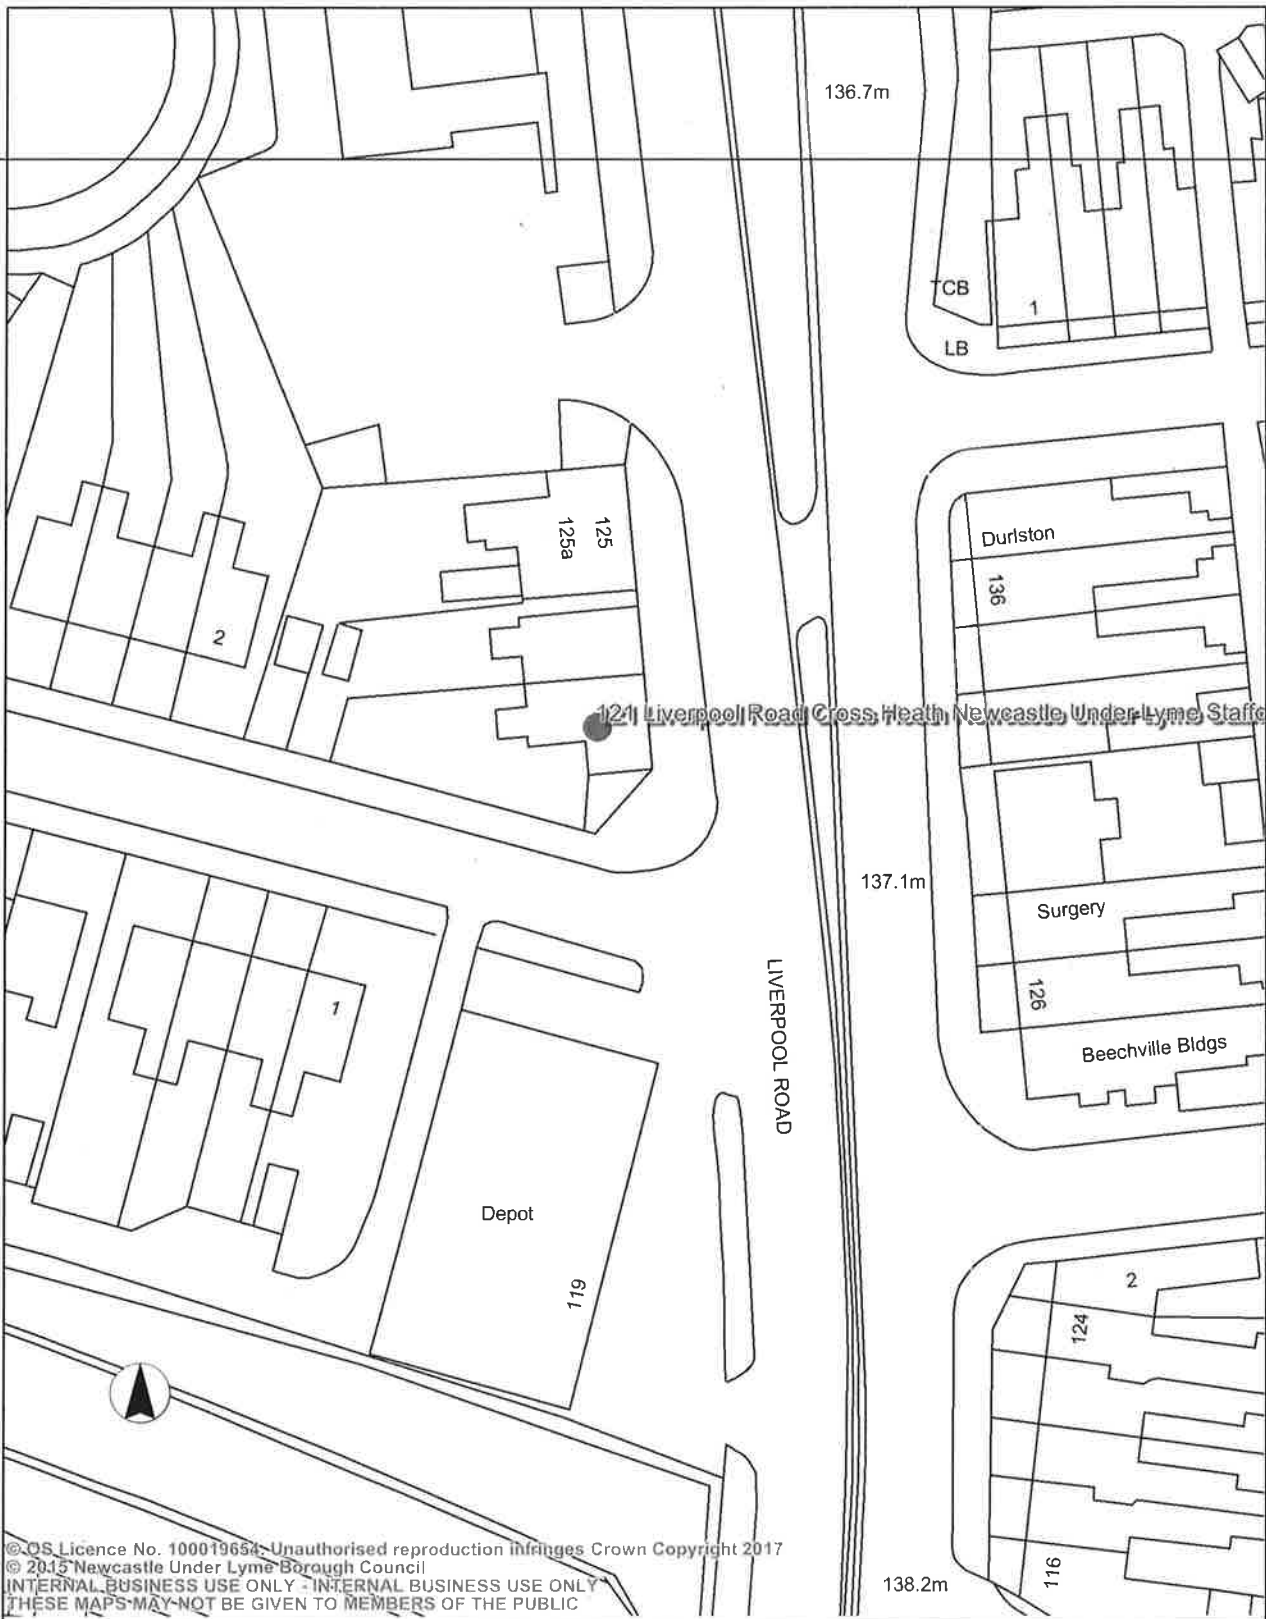 136.7m
TCB
1
LB
125
125a
Durlston
136
2
121 Liverpool Road Cross Heath Newcastle Under Lyme Staffo
137.1m
Surgery
LIVERPOOL ROAD
126
1
Beechville Bldgs
Depot
119
2
124
116
138.2m
© OS Licence No. 100019654. Unauthorised reproduction infringes Crown Copyright 2017
© 2015 Newcastle Under Lyme Borough Council
INTERNAL BUSINESS USE ONLY - INTERNAL BUSINESS USE ONLY
THESE MAPS MAY NOT BE GIVEN TO MEMBERS OF THE PUBLIC